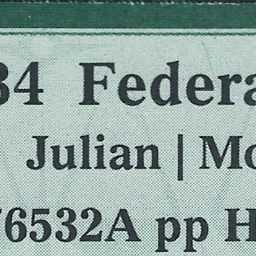 34 Federa
Julian | Mo
76532A pp H